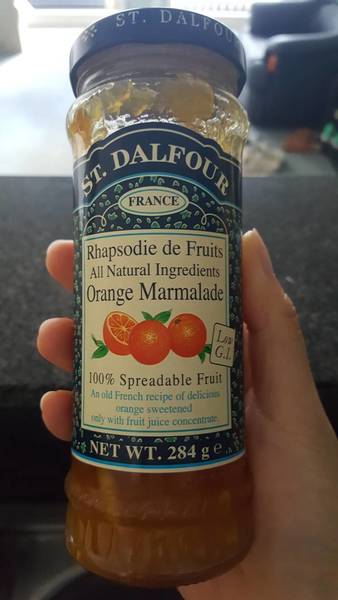 ST. DALFOU
ST. DALFOUR
FRANCE
Rhapsodie de Fruits
All Natural Ingredients
Orange Marmalade
Low
G.I.
100% Spreadable Fruit
An old French recipe of delicious
orange sweetened
only with fruit juice concentrate.
NET WT. 284 g e